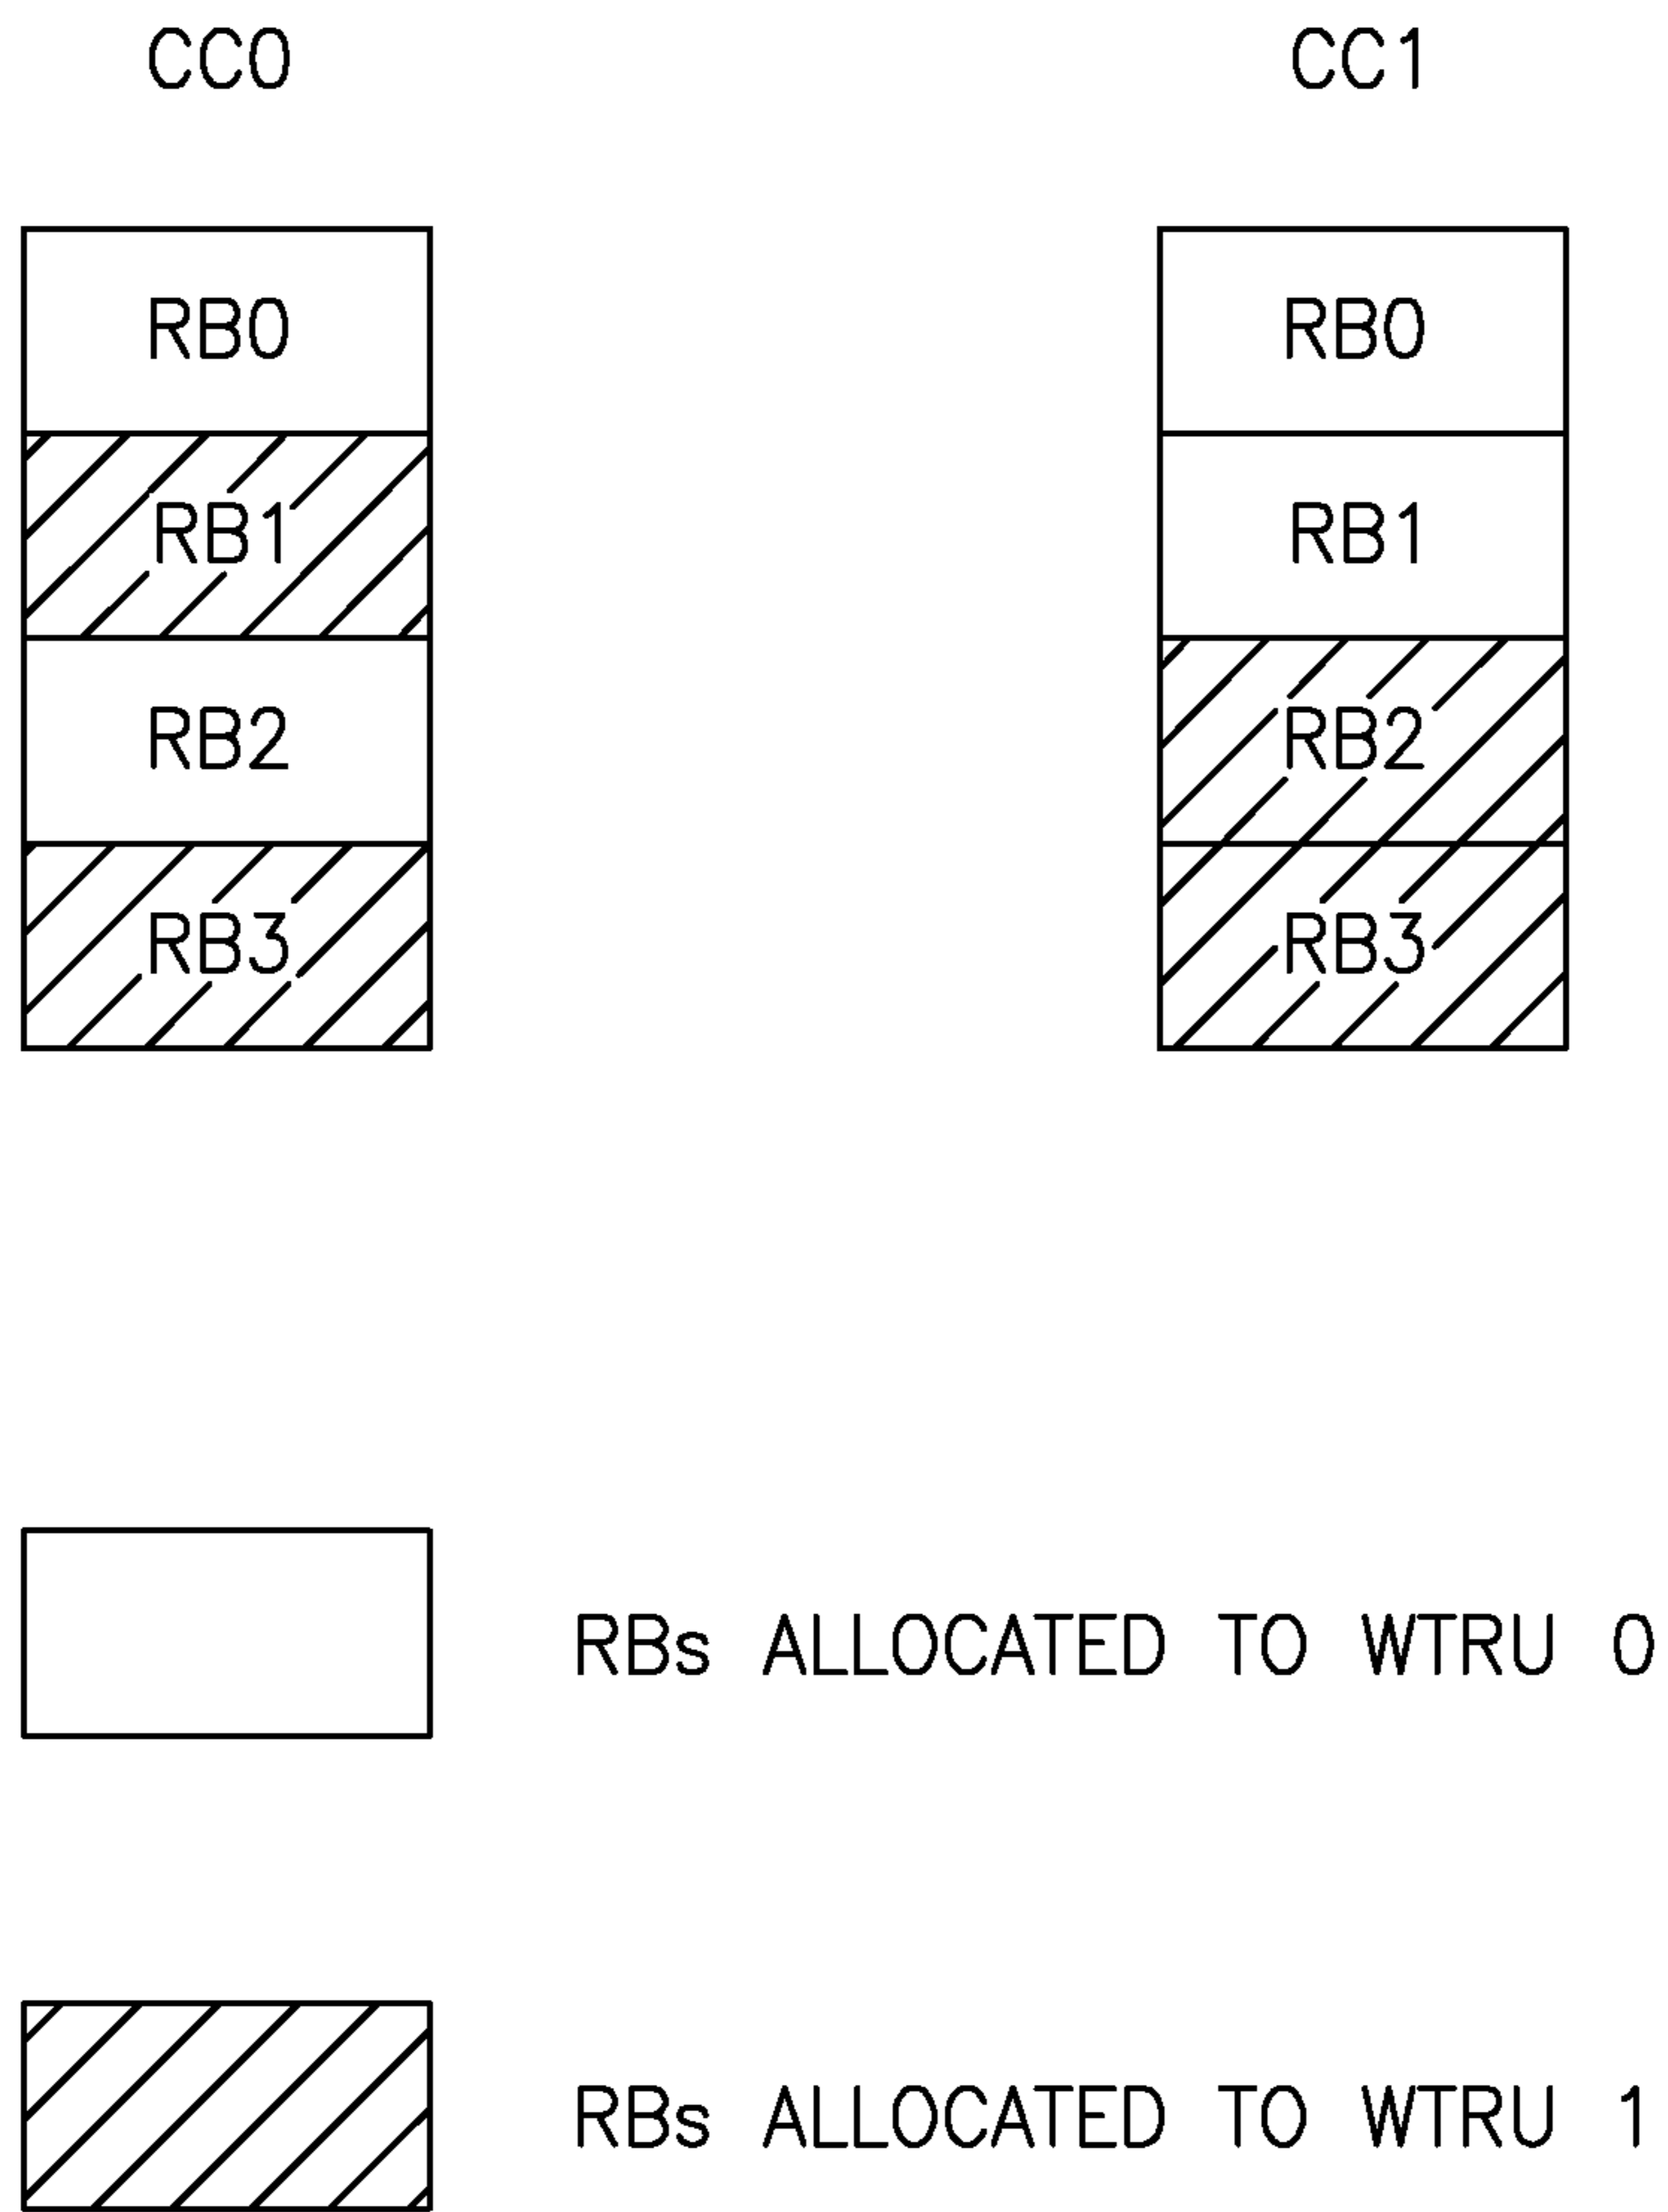 CC0 CC1
RB0 RB0
RB1 RB1
RB2 RB2
RB3 RB3
RBs ALLOCATED TO WTRU 0
RBs ALLOCATED TO WTRU 1